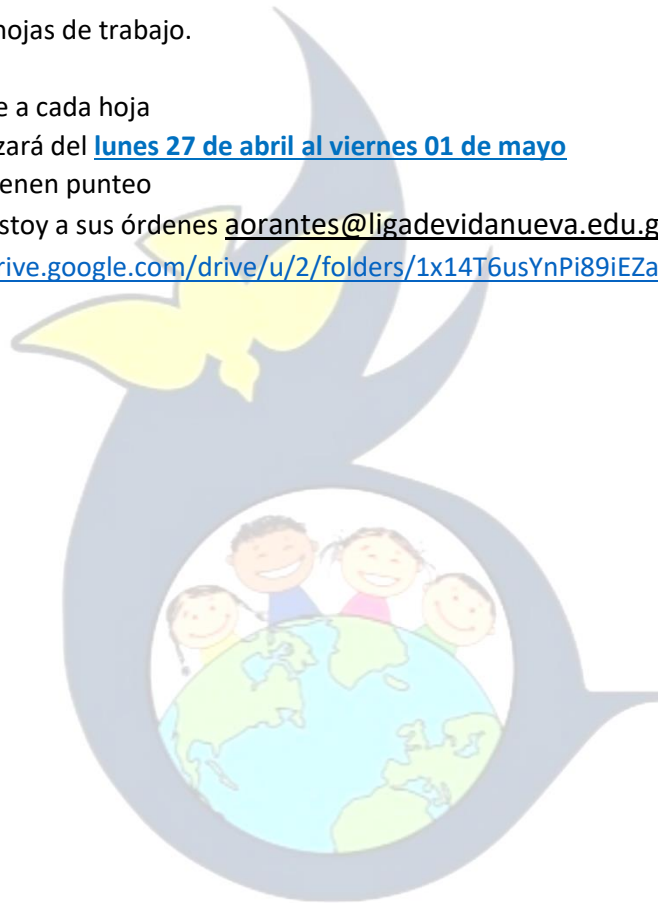 hojas de trabajo.
e a cada hoja
zará del lunes 27 de abril al viernes 01 de mayo
enen punteo
stoy a sus órdenes aorantes@ligadevidanueva.edu.g
rive.google.com/drive/u/2/folders/1x14T6usYnPi89iEZa